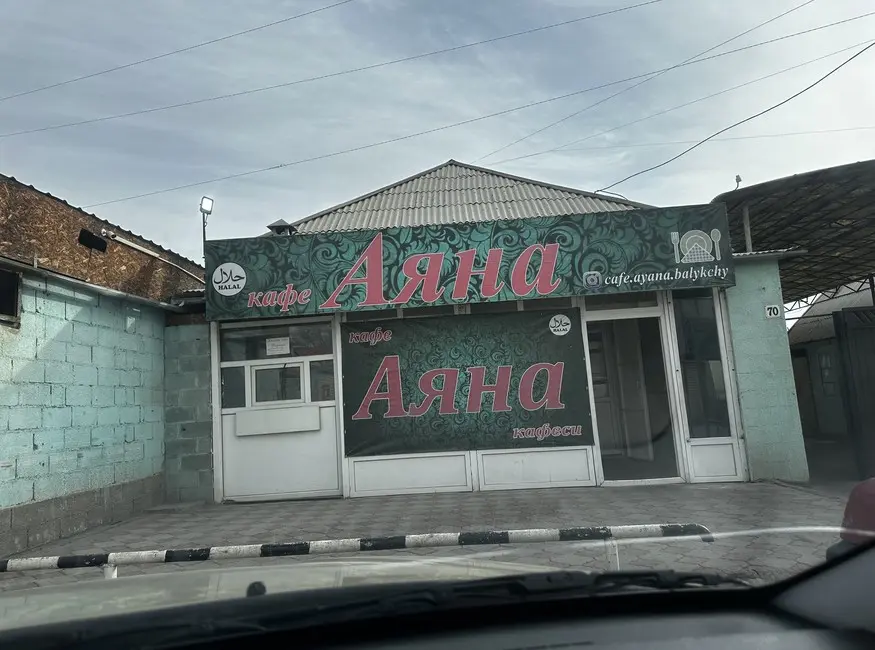 حلال
HALAL
кафе Аяна
cafe.ayana.balykchy
حلال
HALAL
кафе
Аяна
кафеси
70